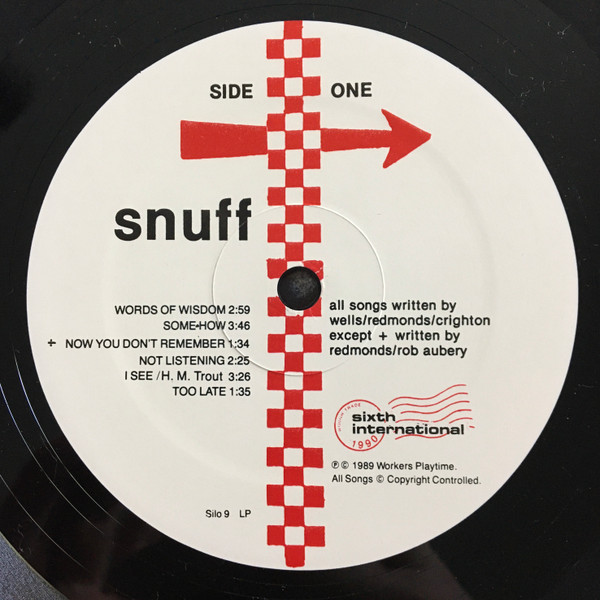 SIDE ONE
snuff
WORDS OF WISDOM 2:59
SOME HOW 3:46
+ NOW YOU DON'T REMEMBER 1:34
NOT LISTENING 2:25
I SEE / H. M. Trout 3:26
TOO LATE 1:35
all songs written by
wells/redmonds/crighton
except + written by
redmonds/rob aubery
sixth
international
1990
℗ © 1989 Workers Playtime.
All Songs © Copyright Controlled.
Silo 9 LP